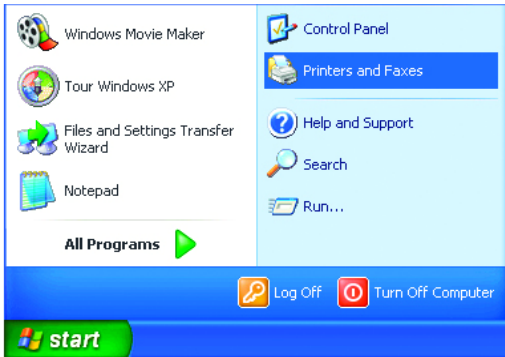 Windows Movie Maker
Tour Windows XP
Files and Settings Transfer
Wizard
Notepad
All Programs
Control Panel
Printers and Faxes
Help and Support
Search
Run...
Log Off
Turn Off Computer
start